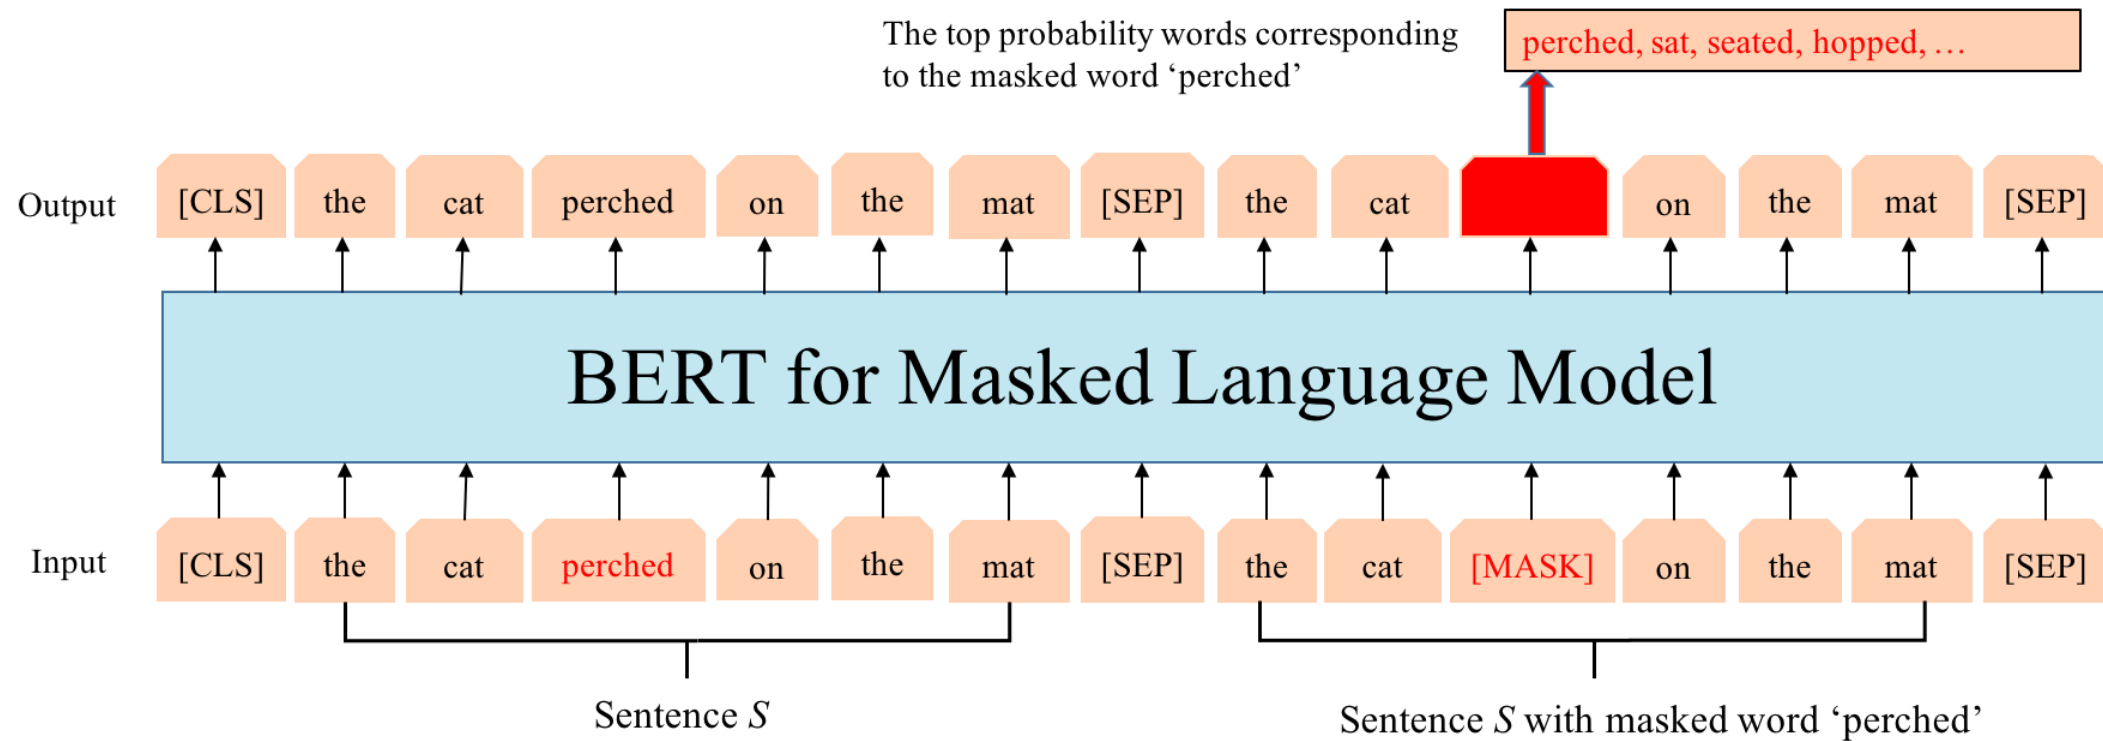 The top probability words corresponding
to the masked word ‘perched’
perched, sat, seated, hopped, …
Output [CLS] the cat perched on the mat [SEP] the cat on the mat [SEP]
BERT for Masked Language Model
Input [CLS] the cat perched on the mat [SEP] the cat [MASK] on the mat [SEP]
Sentence S
Sentence S with masked word ‘perched’